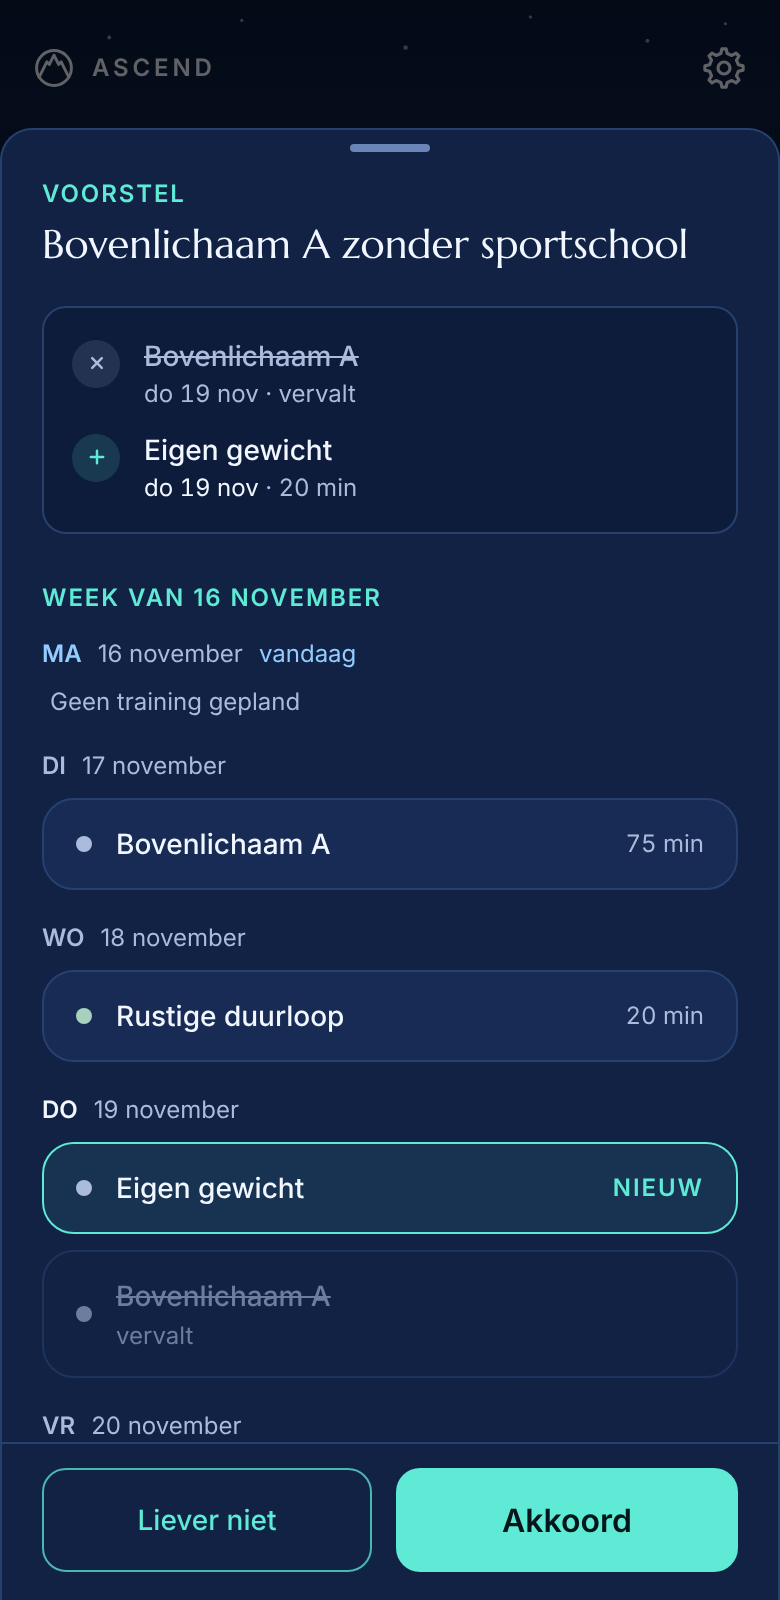 ASCEND
VOORSTEL
Bovenlichaam A zonder sportschool
Bovenlichaam A
do 19 nov · vervalt
Eigen gewicht
do 19 nov · 20 min
WEEK VAN 16 NOVEMBER
MA 16 november vandaag
Geen training gepland
DI 17 november
Bovenlichaam A 75 min
WO 18 november
Rustige duurloop 20 min
DO 19 november
Eigen gewicht NIEUW
Bovenlichaam A
vervalt
VR 20 november
Liever niet Akkoord